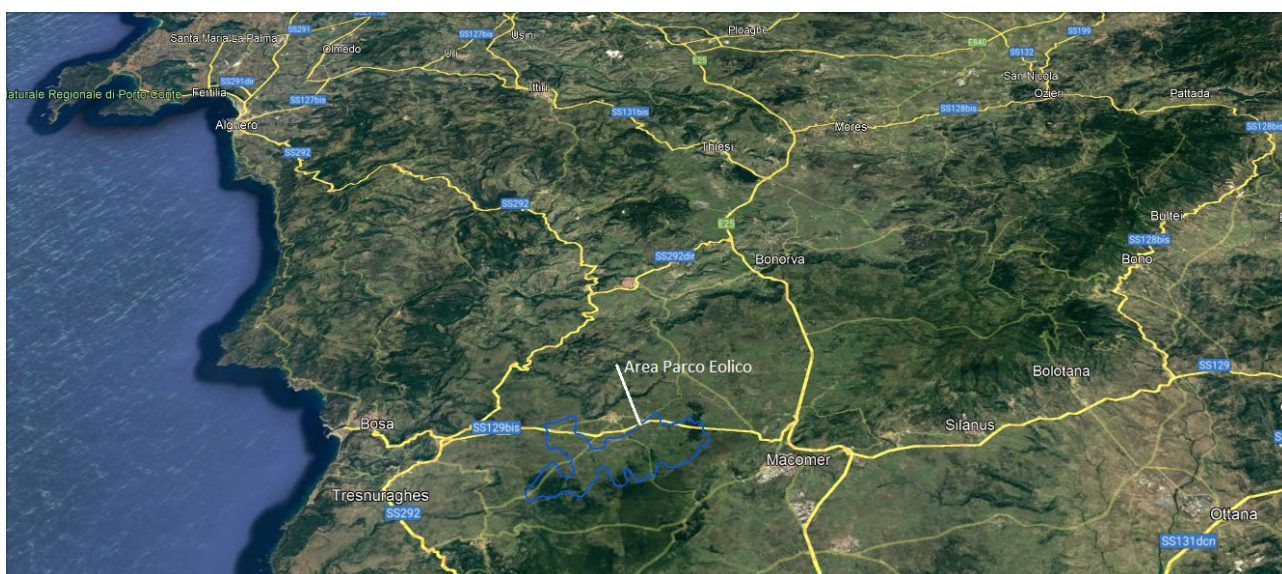 SS291
SS291var
Santa Maria La Palma
Olmedo
SS127bis
Usini
Uri
Ploaghe
E25
E840
SS132
SS199
San Nicola
Ozieri
Pattada
SS291dir
Naturale Regionale di Porto Conte
Fertilia
SS127bis
Ittiri
SS131bis
SS128bis
Mores
SS128bis
Alghero
SS292
Thiesi
SS292
E25
Bultei
SS128bis
Bono
SS292dir
Bonorva
Area Parco Eolico
Bolotana
SS129
Bosa
SS129bis
Silanus
Macomer
Tresnuraghes
SS292
Ottana
SS131dcn